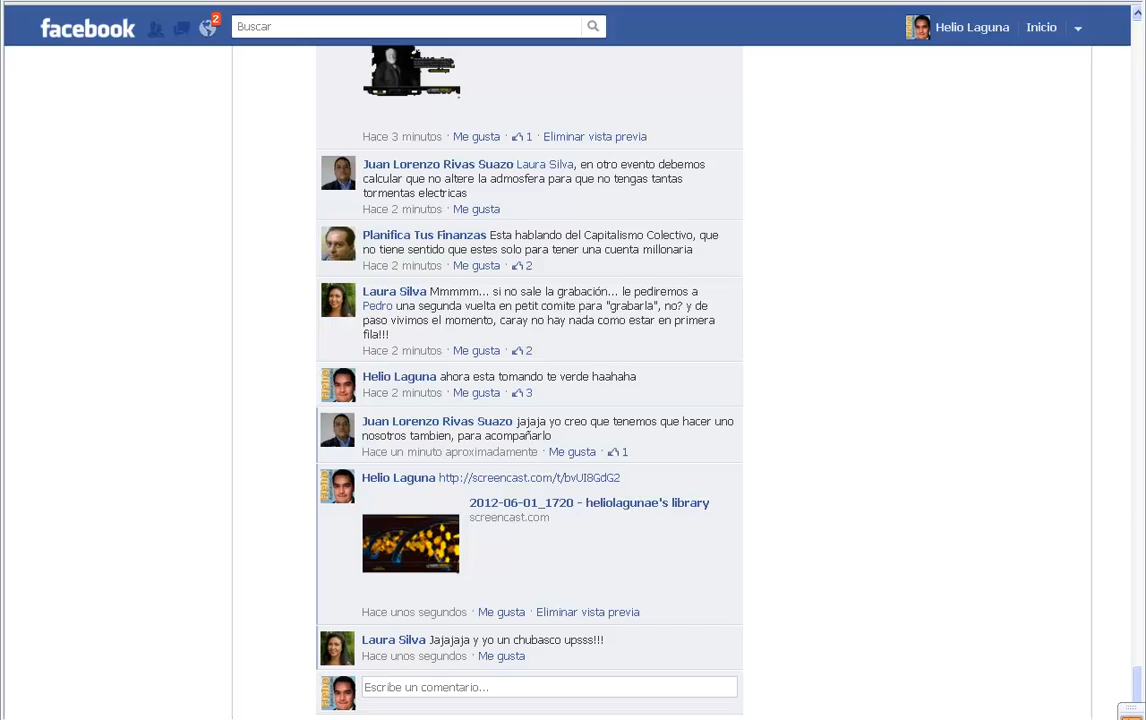 facebook
2
Buscar
Helio Laguna
Inicio
Hace 3 minutos · Me gusta · 1 · Eliminar vista previa
Juan Lorenzo Rivas Suazo Laura Silva, en otro evento debemos
calcular que no altere la admosfera para que no tengas tantas
tormentas electricas
Hace 2 minutos · Me gusta
Planifica Tus Finanzas Esta hablando del Capitalismo Colectivo, que
no tiene sentido que estes solo para tener una cuenta millonaria
Hace 2 minutos · Me gusta · 2
Laura Silva Mmmmm... si no sale la grabación... le pediremos a
Pedro una segunda vuelta en petit comite para "grabarla", no? y de
paso vivimos el momento, caray no hay nada como estar en primera
fila!!!
Hace 2 minutos · Me gusta · 2
Helio Laguna ahora esta tomando te verde haahaha
Hace 2 minutos · Me gusta · 3
Juan Lorenzo Rivas Suazo jajaja yo creo que tenemos que hacer uno
nosotros tambien, para acompañarlo
Hace un minuto aproximadamente · Me gusta · 1
Helio Laguna http://screencast.com/t/bvUI8GdG2
2012-06-01_1720 - heliolagunae's library
screencast.com
Hace unos segundos · Me gusta · Eliminar vista previa
Laura Silva Jajajaja y yo un chubasco upsss!!!
Hace unos segundos · Me gusta
Escribe un comentario...